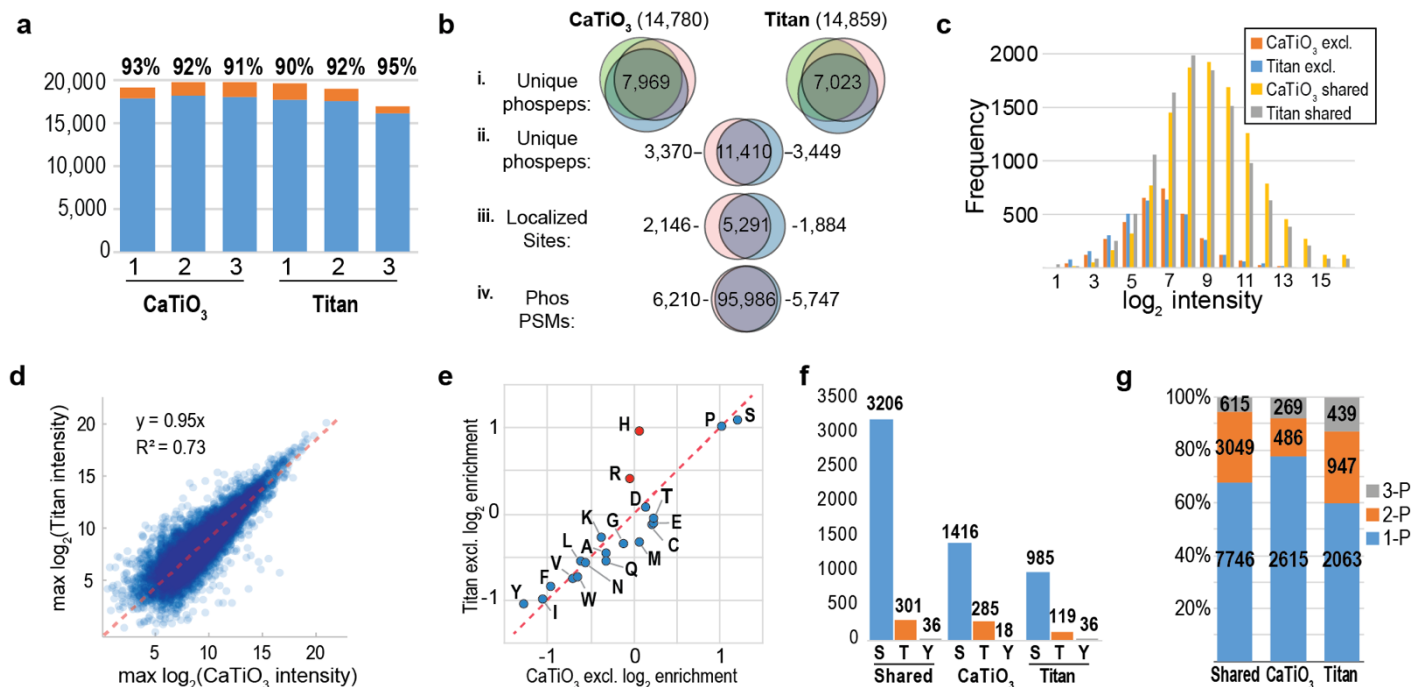 a
93% 92% 91% 90% 92% 95%
20,000
15,000
10,000
5,000
0
1 2 3 1 2 3
CaTiO3 Titan
b
CaTiO3 (14,780) Titan (14,859)
i. Unique phospeps:
7,969 7,023
ii. Unique phospeps:
3,370- 11,410 -3,449
iii. Localized Sites:
2,146- 5,291 -1,884
iv. Phos PSMs:
6,210- 95,986 -5,747
c
CaTiO3 excl.
Titan excl.
CaTiO3 shared
Titan shared
Frequency
2000
1500
1000
500
1 3 5 7 9 11 13 15
log2 intensity
d
y = 0.95x
R² = 0.73
max log2(Titan intensity)
20
15
10
5
5 10 15 20
max log2(CaTiO3 intensity)
e
Titan excl. log2 enrichment
1
0
-1
H P S
R
D T
K G E
L A C
V M
F Q
Y N
I W
-1 0 1
CaTiO3 excl. log2 enrichment
f
3500
3000
2500
2000
1500
1000
500
0
3206 301 36 1416 285 18 985 119 36
S T Y S T Y S T Y
Shared CaTiO3 Titan
g
100%
80%
60%
40%
20%
615 269 439
3049 486 947
7746 2615 2063
3-P
2-P
1-P
Shared CaTiO3 Titan